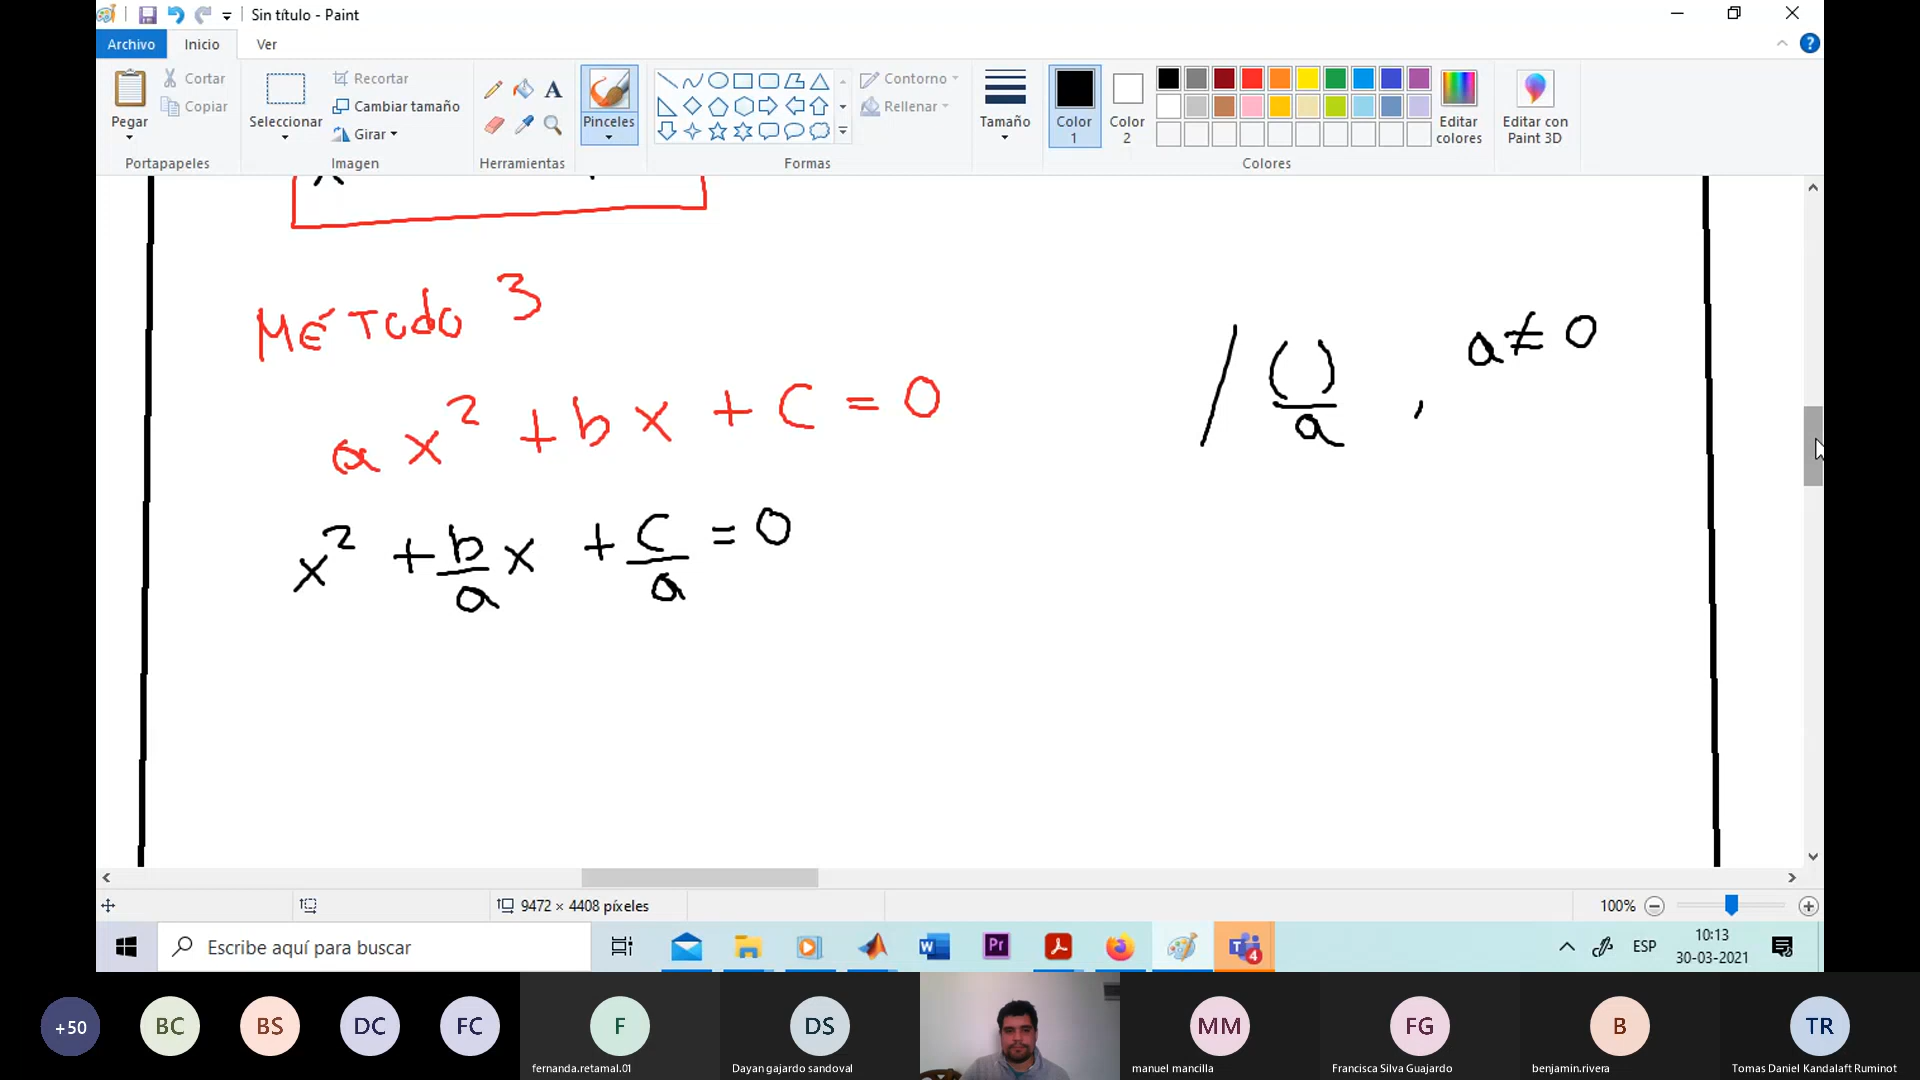 Sin título - Paint
Archivo Inicio Ver
Pegar Cortar Copiar Portapapeles
Seleccionar Recortar Cambiar tamaño Girar Imagen
A Herramientas
Pinceles
Contorno Rellenar Formas
Tamaño
Color 1 Color 2 Editar colores Colores
Editar con Paint 3D
MÉTodo 3
ax² + bx + C = 0
/ ( )/a , a ≠ 0
x² + b/a x + C/a = 0
9472 × 4408 píxeles
100%
Escribe aquí para buscar
W Pr 4
ESP
10:13
30-03-2021
+50 BC BS DC FC F DS MM FG B TR
fernanda.retamal.01 Dayan gajardo sandoval manuel mancilla Francisca Silva Guajardo benjamin.rivera Tomas Daniel Kandalaft Ruminot